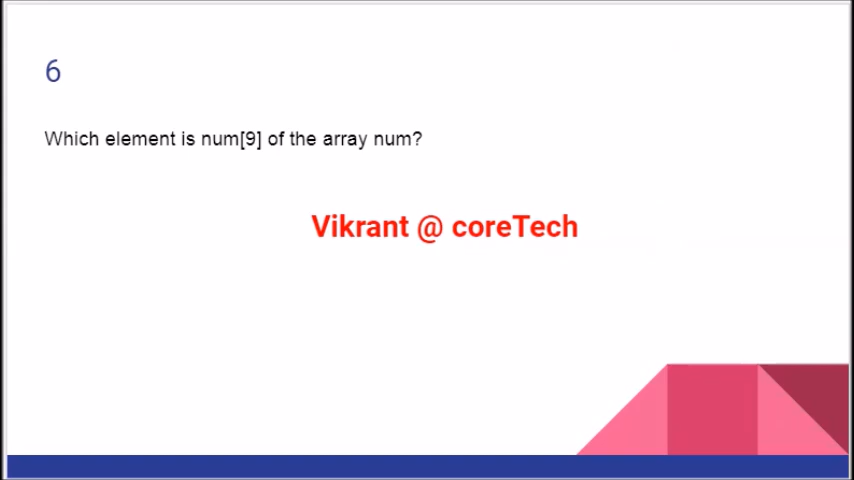 6
Which element is num[9] of the array num?
Vikrant @ coreTech